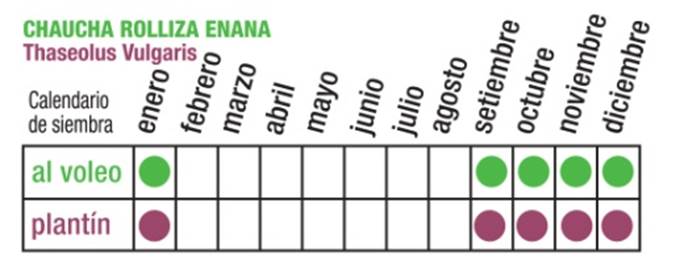 CHAUCHA ROLLIZA ENANA
Thaseolus Vulgaris
Calendario
de siembra
enero
febrero
marzo
abril
mayo
junio
julio
agosto
setiembre
octubre
noviembre
diciembre
al voleo
plantín